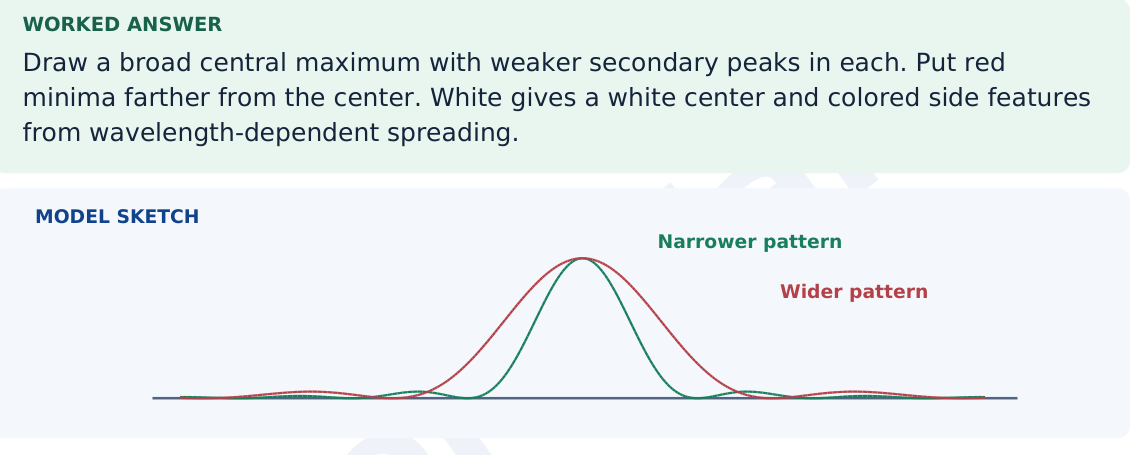 WORKED ANSWER
Draw a broad central maximum with weaker secondary peaks in each. Put red
minima farther from the center. White gives a white center and colored side features
from wavelength-dependent spreading.
MODEL SKETCH
Narrower pattern
Wider pattern